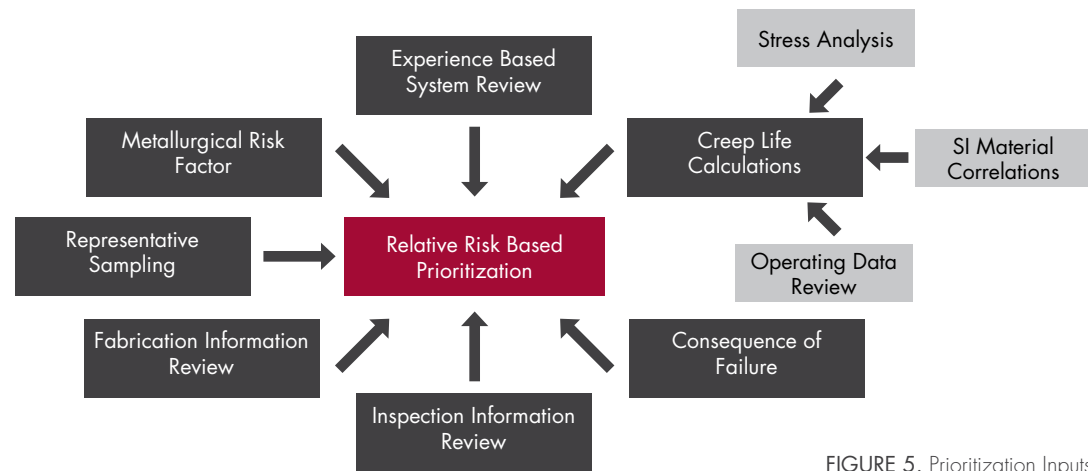 Stress Analysis
Experience Based
System Review
Metallurgical Risk
Factor
Creep Life
Calculations
SI Material
Correlations
Representative
Sampling
Relative Risk Based
Prioritization
Operating Data
Review
Fabrication Information
Review
Consequence of
Failure
Inspection Information
Review
FIGURE 5. Prioritization Inputs